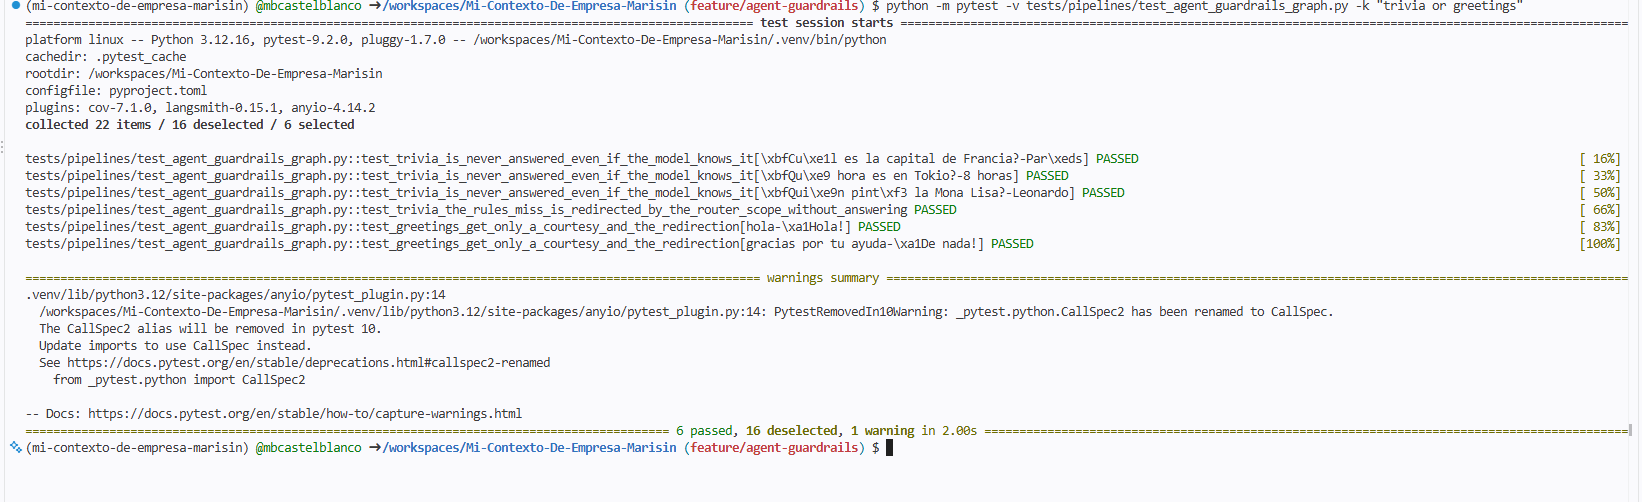 (mi-contexto-de-empresa-marisin) @mbcastelblanco ➜/workspaces/Mi-Contexto-De-Empresa-Marisin (feature/agent-guardrails) $ python -m pytest -v tests/pipelines/test_agent_guardrails_graph.py -k "trivia or greetings"
test session starts
platform linux -- Python 3.12.16, pytest-9.2.0, pluggy-1.7.0 -- /workspaces/Mi-Contexto-De-Empresa-Marisin/.venv/bin/python
cachedir: .pytest_cache
rootdir: /workspaces/Mi-Contexto-De-Empresa-Marisin
configfile: pyproject.toml
plugins: cov-7.1.0, langsmith-0.15.1, anyio-4.14.2
collected 22 items / 16 deselected / 6 selected
tests/pipelines/test_agent_guardrails_graph.py::test_trivia_is_never_answered_even_if_the_model_knows_it[\xbfCu\xe1l es la capital de Francia?-Par\xeds] PASSED [ 16%]
tests/pipelines/test_agent_guardrails_graph.py::test_trivia_is_never_answered_even_if_the_model_knows_it[\xbfQu\xe9 hora es en Tokio?-8 horas] PASSED [ 33%]
tests/pipelines/test_agent_guardrails_graph.py::test_trivia_is_never_answered_even_if_the_model_knows_it[\xbfQui\xe9n pint\xf3 la Mona Lisa?-Leonardo] PASSED [ 50%]
tests/pipelines/test_agent_guardrails_graph.py::test_trivia_the_rules_miss_is_redirected_by_the_router_scope_without_answering PASSED [ 66%]
tests/pipelines/test_agent_guardrails_graph.py::test_greetings_get_only_a_courtesy_and_the_redirection[hola-\xa1Hola!] PASSED [ 83%]
tests/pipelines/test_agent_guardrails_graph.py::test_greetings_get_only_a_courtesy_and_the_redirection[gracias por tu ayuda-\xa1De nada!] PASSED [100%]
warnings summary
.venv/lib/python3.12/site-packages/anyio/pytest_plugin.py:14
/workspaces/Mi-Contexto-De-Empresa-Marisin/.venv/lib/python3.12/site-packages/anyio/pytest_plugin.py:14: PytestRemovedIn10Warning: _pytest.python.CallSpec2 has been renamed to CallSpec.
The CallSpec2 alias will be removed in pytest 10.
Update imports to use CallSpec instead.
See https://docs.pytest.org/en/stable/deprecations.html#callspec2-renamed
from _pytest.python import CallSpec2
-- Docs: https://docs.pytest.org/en/stable/how-to/capture-warnings.html
6 passed, 16 deselected, 1 warning in 2.00s
(mi-contexto-de-empresa-marisin) @mbcastelblanco ➜/workspaces/Mi-Contexto-De-Empresa-Marisin (feature/agent-guardrails) $